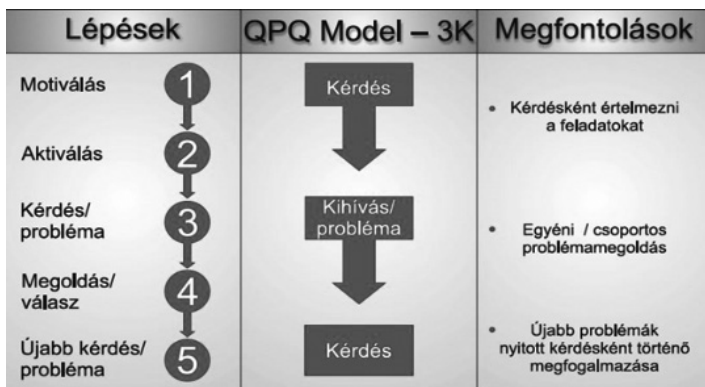 Lépések
Motiválás 1
Aktiválás 2
Kérdés/
probléma 3
Megoldás/
válasz 4
Újabb kérdés/
probléma 5
QPQ Model – 3K
Kérdés
Kihívás/
probléma
Kérdés
Megfontolások
• Kérdésként értelmezni
a feladatokat
• Egyéni / csoportos
problémamegoldás
• Újabb problémák
nyitott kérdésként történő
megfogalmazása